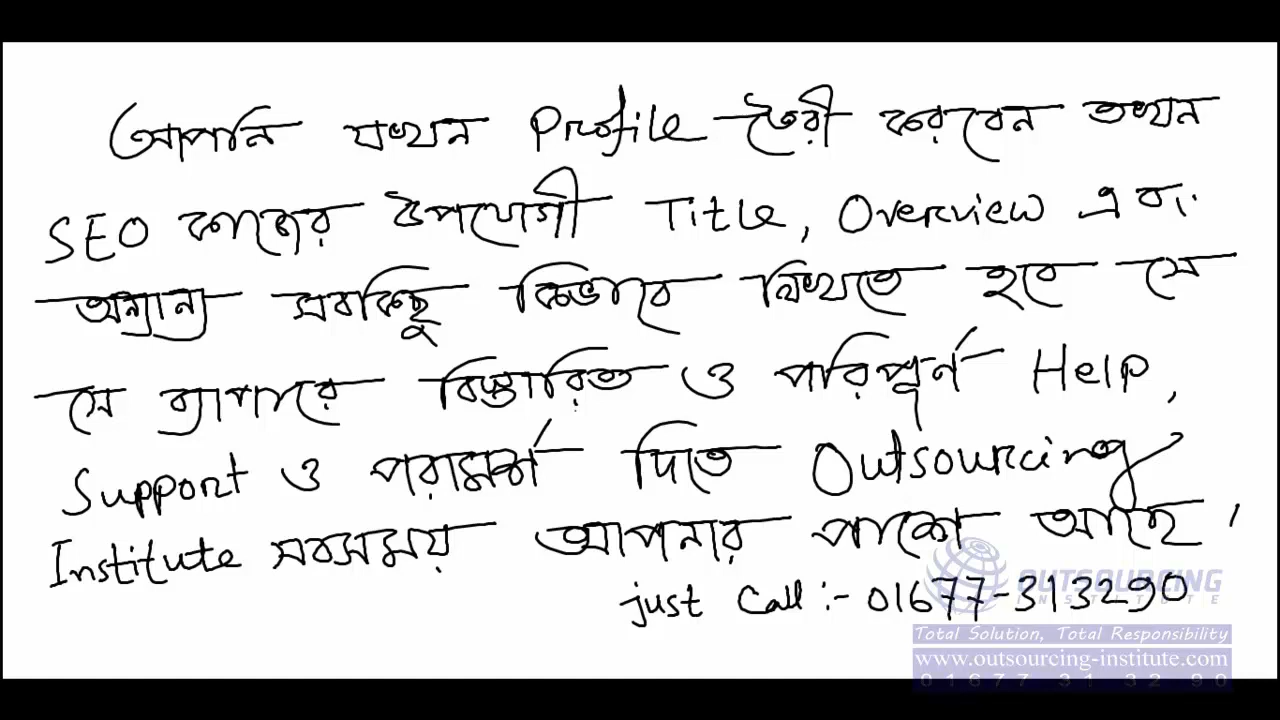 আপনি যখন Profile তৈরী করবেন তখন
SEO কাজের উপযোগী Title, Overview এবং
অন্যান্য সবকিছু কিভাবে লিখতে হবে সে
সে ব্যাপারে বিস্তারিত ও পরিপূর্ন Help,
Support ও পরামর্শ দিতে Outsourcing
Institute সবসময় আপনার পাশে আছে।
just Call :- 01677-313290
OUTSOURCING
INSTITUTE
Total Solution, Total Responsibility
www.outsourcing-institute.com
01677 31 32 90